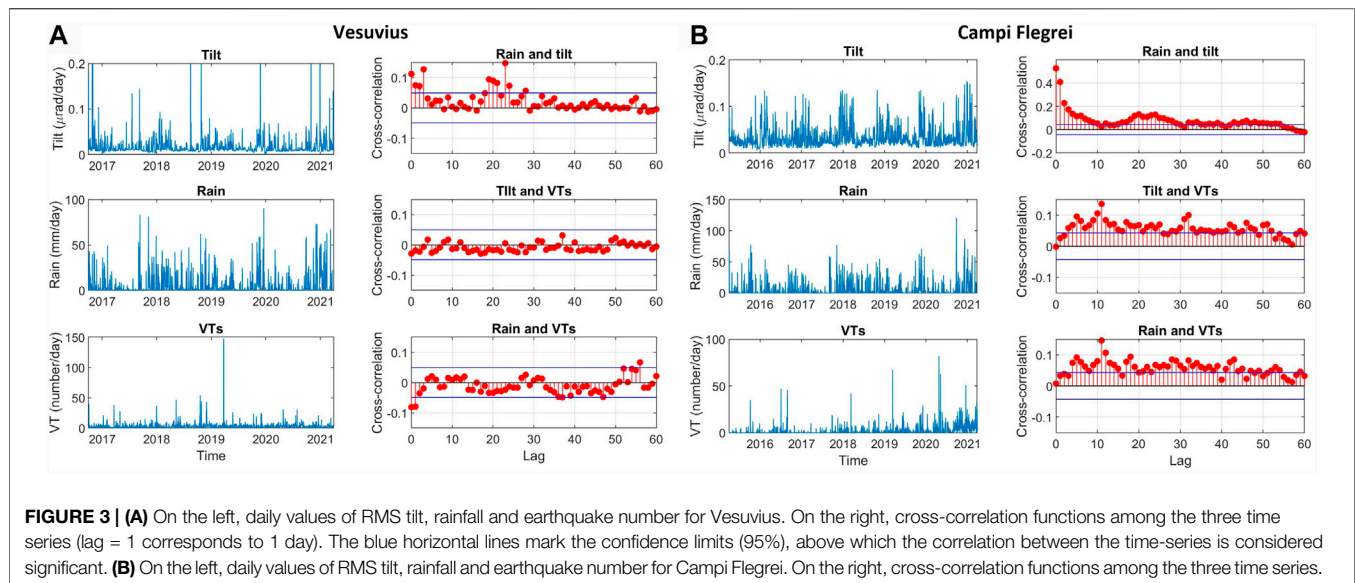 A
Vesuvius
Tilt
0.2
0.1
0
Tilt (μrad/day)
2017 2018 2019 2020 2021
Rain and tilt
0.1
0
-0.1
Cross-correlation
0 10 20 30 40 50 60
Rain
100
50
0
Rain (mm/day)
2017 2018 2019 2020 2021
TIlt and VTs
0.1
0
-0.1
Cross-correlation
0 10 20 30 40 50 60
VTs
150
100
50
0
VT (number/day)
2017 2018 2019 2020 2021
Time
Rain and VTs
0.1
0
-0.1
Cross-correlation
0 10 20 30 40 50 60
Lag
B
Campi Flegrei
Tilt
0.2
0.1
0
Tilt (μrad/day)
2016 2017 2018 2019 2020 2021
Rain and tilt
0.4
0.2
0
-0.2
Cross-correlation
0 10 20 30 40 50 60
Rain
150
100
50
0
Rain (mm/day)
2016 2017 2018 2019 2020 2021
Tilt and VTs
0.1
0
-0.1
Cross-correlation
0 10 20 30 40 50 60
VTs
100
50
0
VT (number/day)
2016 2017 2018 2019 2020 2021
Time
Rain and VTs
0.1
0
-0.1
Cross-correlation
0 10 20 30 40 50 60
Lag
FIGURE 3 | (A) On the left, daily values of RMS tilt, rainfall and earthquake number for Vesuvius. On the right, cross-correlation functions among the three time
series (lag = 1 corresponds to 1 day). The blue horizontal lines mark the confidence limits (95%), above which the correlation between the time-series is considered
significant. (B) On the left, daily values of RMS tilt, rainfall and earthquake number for Campi Flegrei. On the right, cross-correlation functions among the three time series.